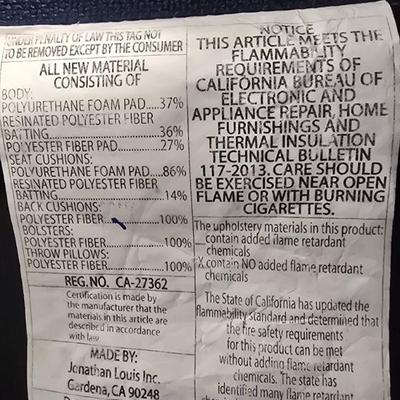 (UNDER PENALTY OF LAW THIS TAG NOT
TO BE REMOVED EXCEPT BY THE CONSUMER
ALL NEW MATERIAL
CONSISTING OF
BODY:
POLYURETHANE FOAM PAD.....37%
RESINATED POLYESTER FIBER
BATTING..................36%
POLYESTER FIBER PAD.........27%
SEAT CUSHIONS:
POLYURETHANE FOAM PAD.....86%
RESINATED POLYESTER FIBER
BATTING..................14%
BACK CUSHIONS:
POLYESTER FIBER...........100%
BOLSTERS:
POLYESTER FIBER...........100%
THROW PILLOWS:
POLYESTER FIBER...........100%
REG.NO. CA-27362
Certification is made by
the manufacturer that the
materials in this article are
described in accordance
with law
MADE BY:
Jonathan Louis Inc.
Gardena, CA 90248
NOTICE
THIS ARTICLE MEETS THE
FLAMMABILITY
REQUIREMENTS OF
CALIFORNIA BUREAU OF
ELECTRONIC AND
APPLIANCE REPAIR, HOME
FURNISHINGS AND
THERMAL INSULATION
TECHNICAL BULLETIN
117-2013. CARE SHOULD
BE EXERCISED NEAR OPEN
FLAME OR WITH BURNING
CIGARETTES.
The upholstery materials in this product:
contain added flame retardant
chemicals
X contain NO added flame retardant
chemicals
The State of California has updated the
flammability standard and determined that
the fire safety requirements
for this product can be met
without adding flame retardant
chemicals. The state has
identified many flame retardant